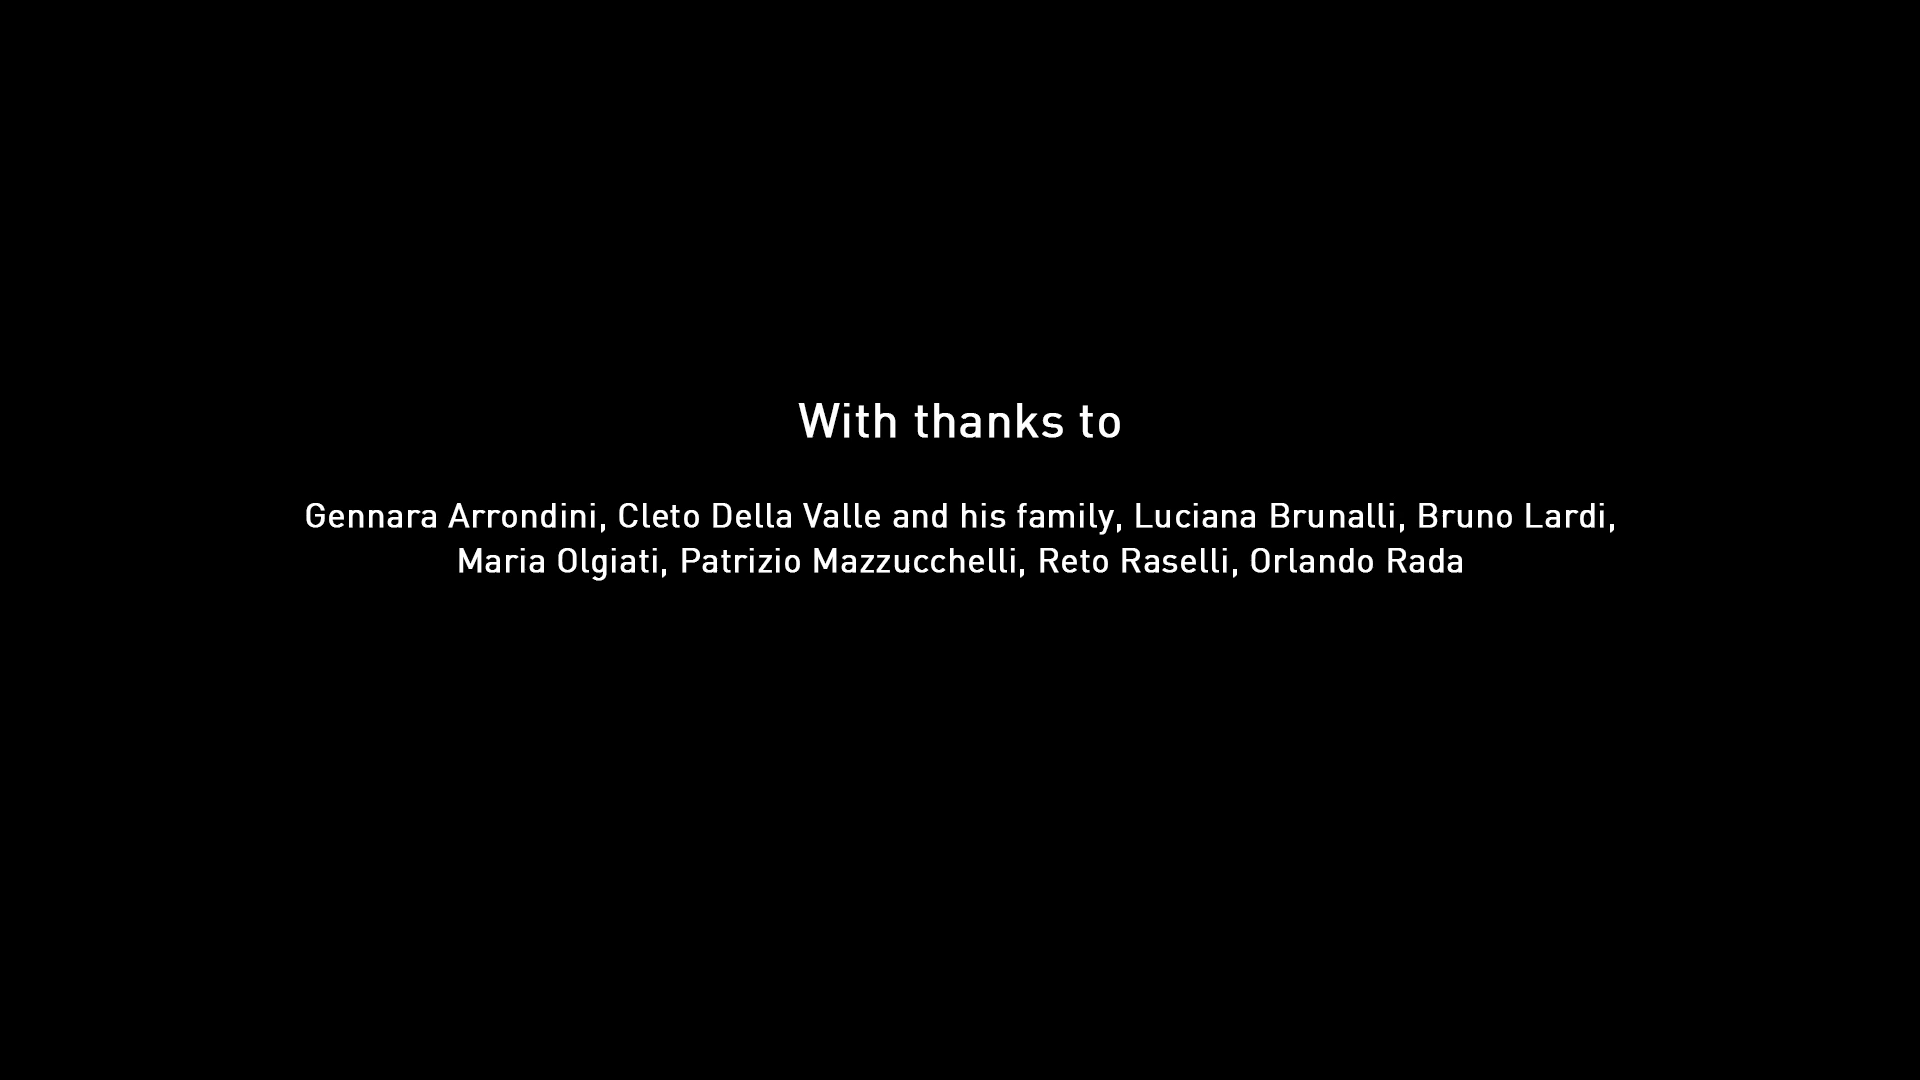 With thanks to
Gennara Arrondini, Cleto Della Valle and his family, Luciana Brunalli, Bruno Lardi,
Maria Olgiati, Patrizio Mazzucchelli, Reto Raselli, Orlando Rada